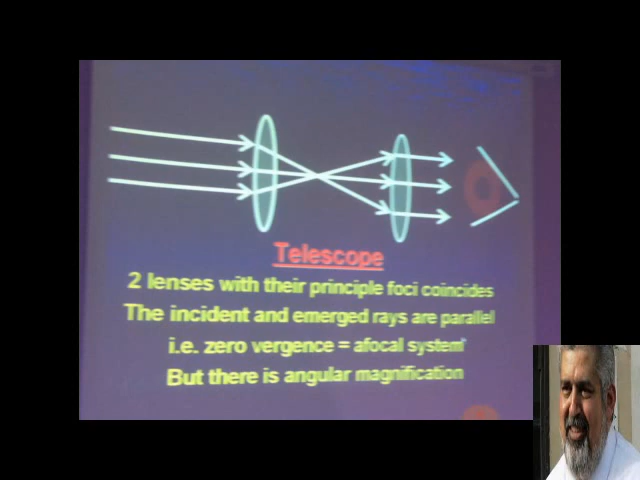 Telescope
2 lenses with their principle foci coincides
The incident and emerged rays are parallel
i.e. zero vergence = afocal system
But there is angular magnification